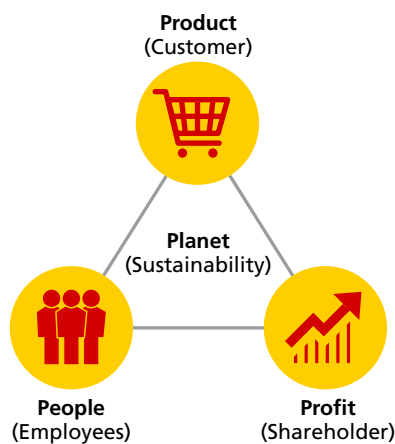 Product
(Customer)
Planet
(Sustainability)
People
(Employees)
Profit
(Shareholder)